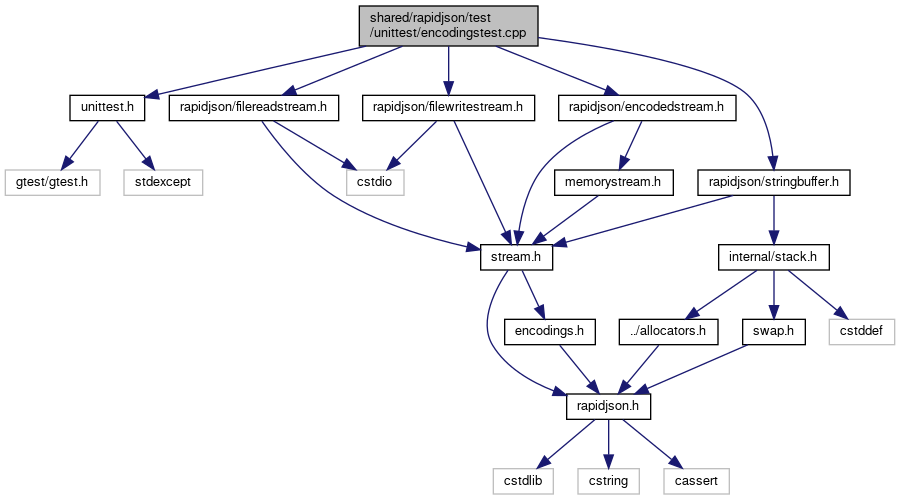 shared/rapidjson/test
/unittest/encodingstest.cpp
unittest.h
rapidjson/filereadstream.h
rapidjson/filewritestream.h
rapidjson/encodedstream.h
gtest/gtest.h
stdexcept
cstdio
memorystream.h
rapidjson/stringbuffer.h
stream.h
internal/stack.h
encodings.h
../allocators.h
swap.h
cstddef
rapidjson.h
cstdlib
cstring
cassert